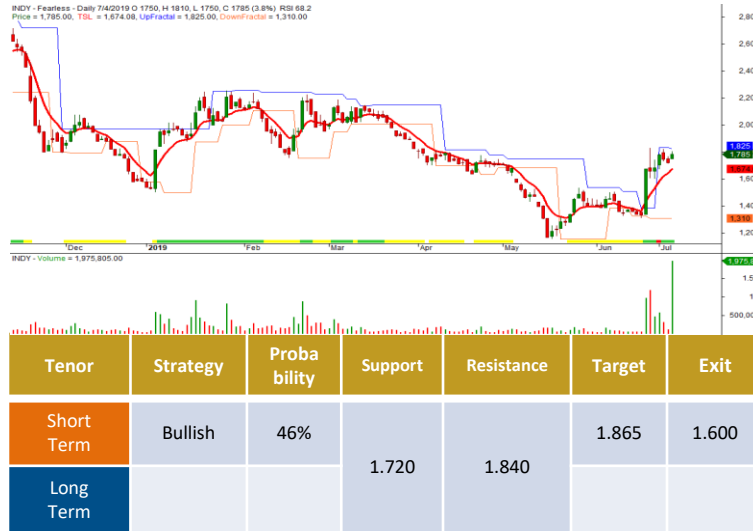 INDY - Fearless - Daily 7/4/2019 O 1750, H 1810, L 1750, C 1785 (3.8%) RSI 68.2
Price = 1,785.00, TSL = 1,674.08, UpFractal = 1,825.00, DownFractal = 1,310.00
2,80
2,60
2,40
2,20
2,00
1,825
1,785
1,674
1,60
1,40
1,310
1,20
Dec 2019 Feb Mar Apr May Jun Jul
INDY - Volume = 1,975,805.00
1,975,8
1.5
1
500,00
Tenor Strategy Proba bility Support Resistance Target Exit
Short Term Bullish 46% 1.720 1.840 1.865 1.600
Long Term